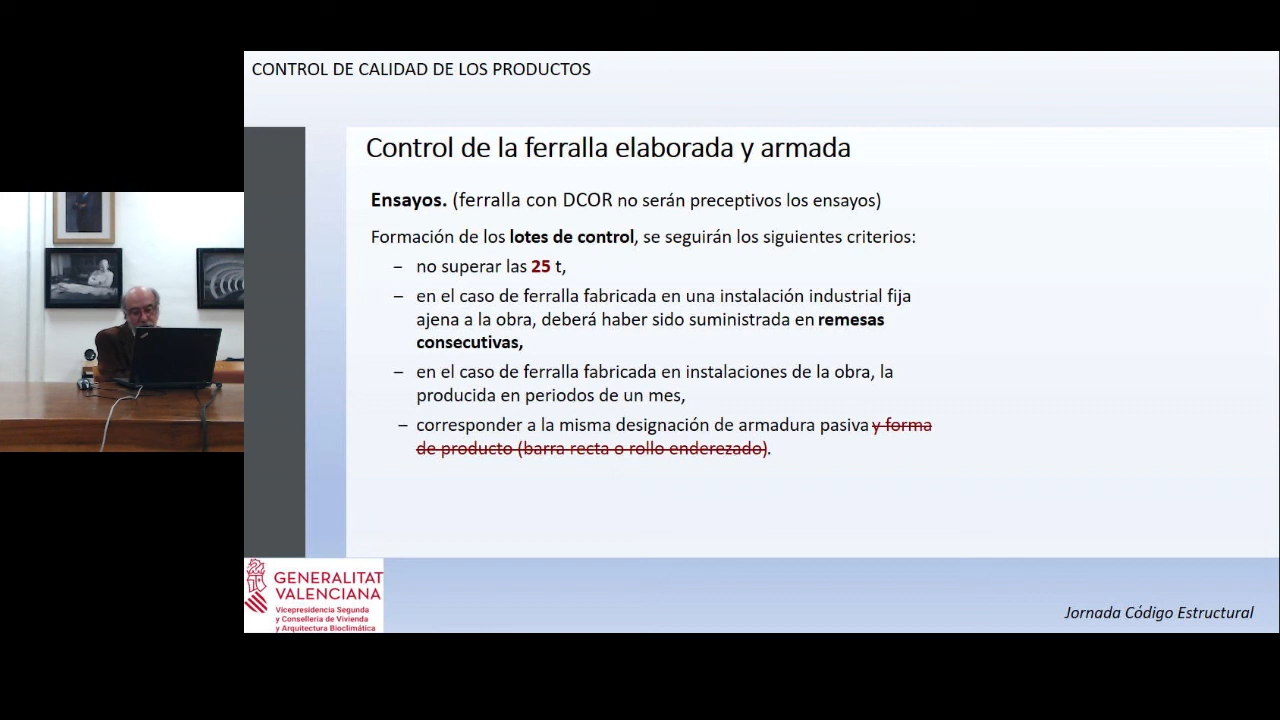 CONTROL DE CALIDAD DE LOS PRODUCTOS
Control de la ferralla elaborada y armada
Ensayos. (ferralla con DCOR no serán preceptivos los ensayos)
Formación de los lotes de control, se seguirán los siguientes criterios:
– no superar las 25 t,
– en el caso de ferralla fabricada en una instalación industrial fija
ajena a la obra, deberá haber sido suministrada en remesas
consecutivas,
– en el caso de ferralla fabricada en instalaciones de la obra, la
producida en periodos de un mes,
– corresponder a la misma designación de armadura pasiva y forma
de producto (barra recta o rollo enderezado).
GENERALITAT
VALENCIANA
Vicepresidencia Segunda
y Conselleria de Vivienda
y Arquitectura Bioclimática
Jornada Código Estructural